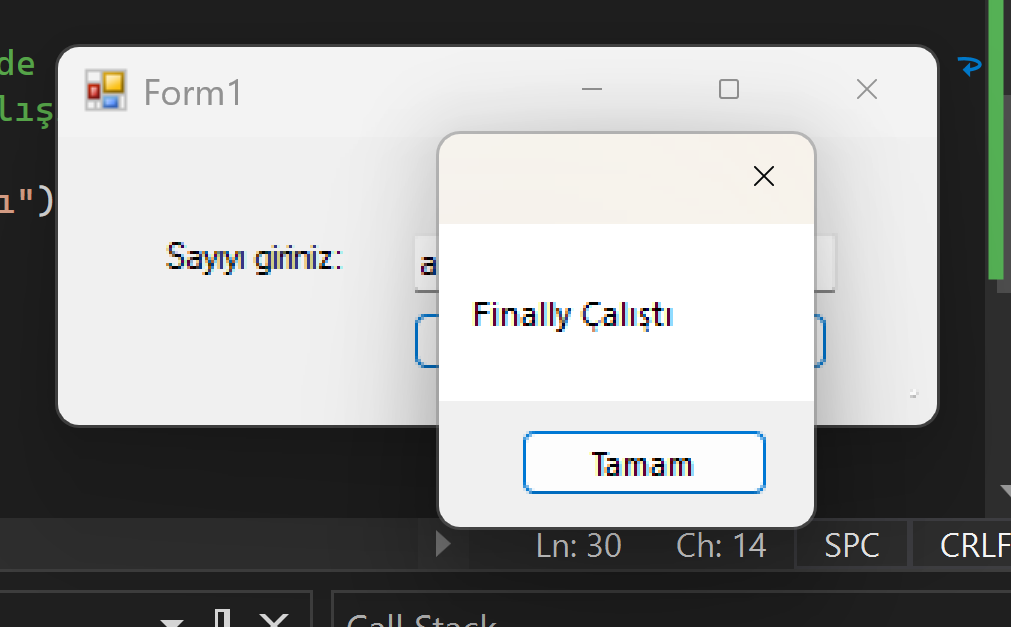 de
Form1
lış
ı")
Sayıyı giriniz:
a
Finally Çalıştı
Tamam
Ln: 30 Ch: 14 SPC CRLF
Call Stack